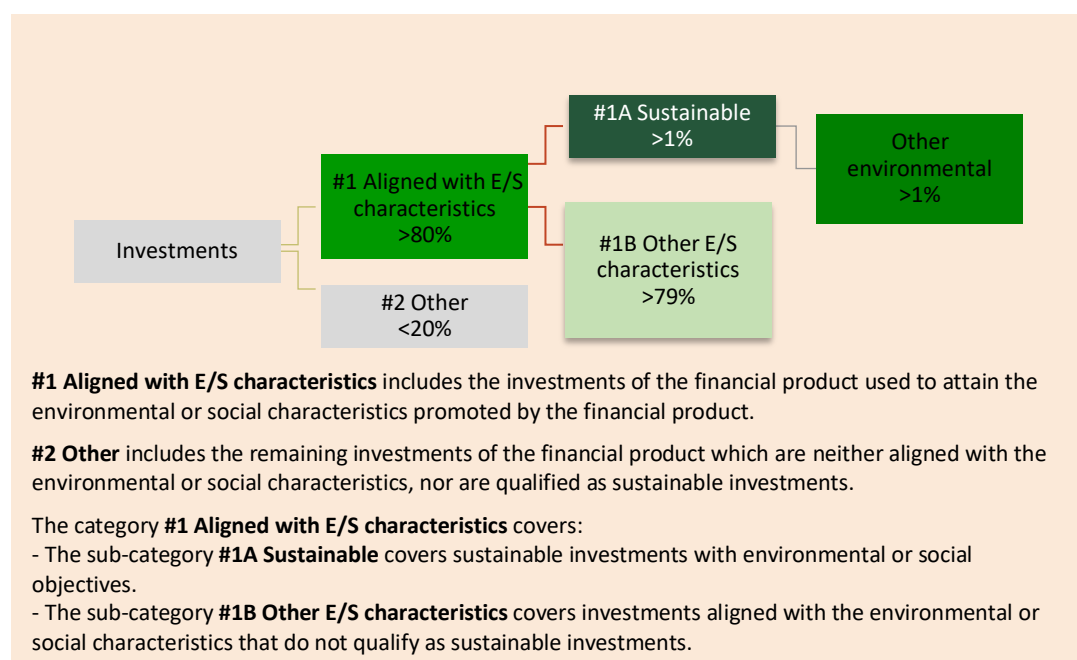 #1A Sustainable
>1%
Other
environmental
>1%
#1 Aligned with E/S
characteristics
>80%
Investments
#1B Other E/S
characteristics
>79%
#2 Other
<20%
#1 Aligned with E/S characteristics includes the investments of the financial product used to attain the
environmental or social characteristics promoted by the financial product.
#2 Other includes the remaining investments of the financial product which are neither aligned with the
environmental or social characteristics, nor are qualified as sustainable investments.
The category #1 Aligned with E/S characteristics covers:
- The sub-category #1A Sustainable covers sustainable investments with environmental or social
objectives.
- The sub-category #1B Other E/S characteristics covers investments aligned with the environmental or
social characteristics that do not qualify as sustainable investments.